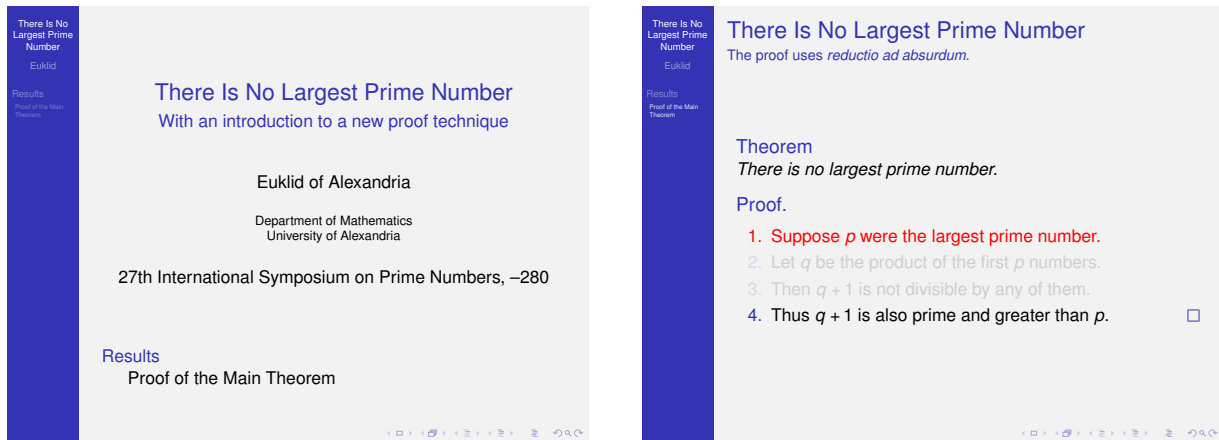 There Is No
Largest Prime
Number
Euklid
Results
Proof of the Main
Theorem
There Is No Largest Prime Number
With an introduction to a new proof technique
Euklid of Alexandria
Department of Mathematics
University of Alexandria
27th International Symposium on Prime Numbers, –280
Results
Proof of the Main Theorem
There Is No
Largest Prime
Number
Euklid
Results
Proof of the Main
Theorem
There Is No Largest Prime Number
The proof uses reductio ad absurdum.
Theorem
There is no largest prime number.
Proof.
1. Suppose p were the largest prime number.
2. Let q be the product of the first p numbers.
3. Then q + 1 is not divisible by any of them.
4. Thus q + 1 is also prime and greater than p.